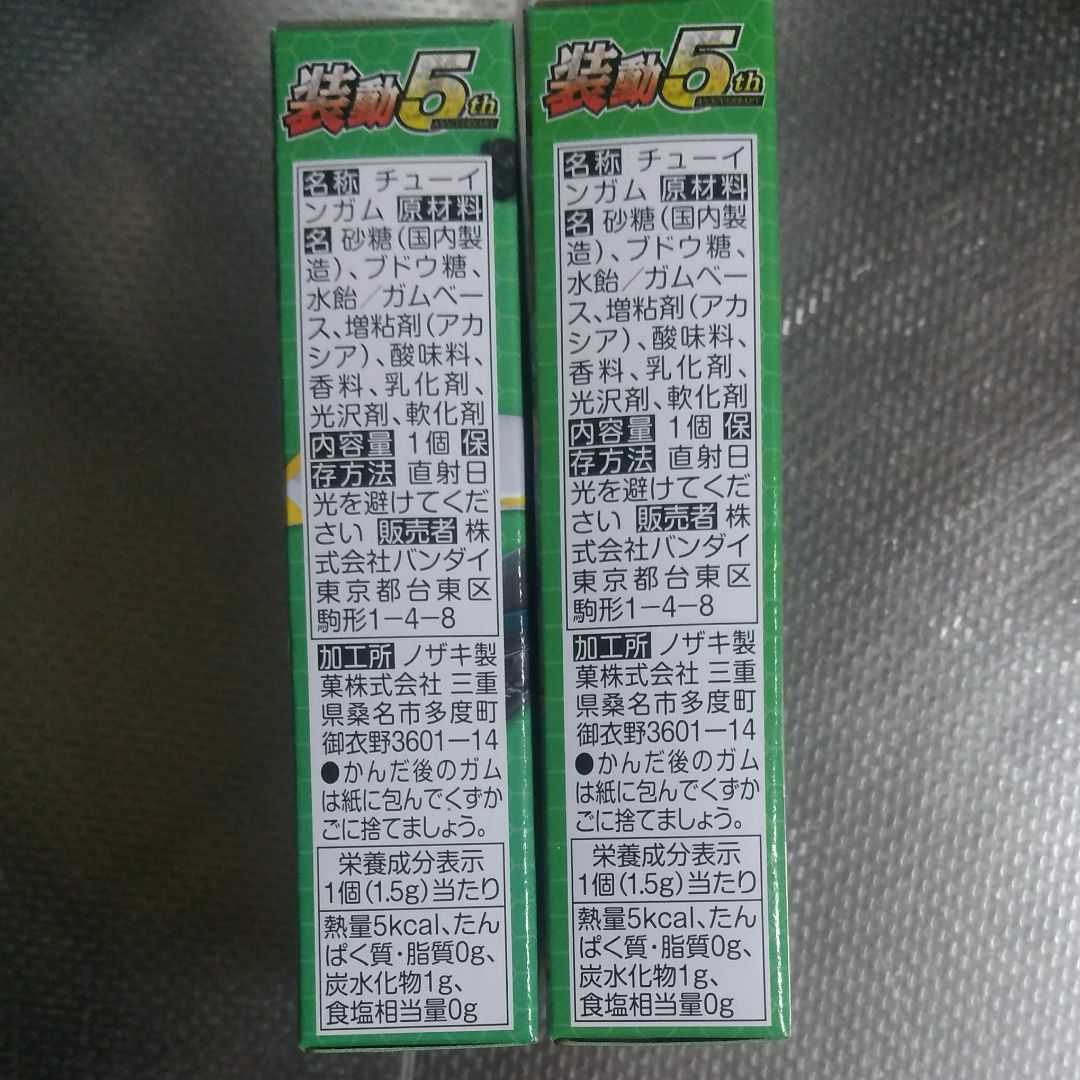 装動5th
ANNIVERSARY
名称 チューイ
ンガム 原材料
名 砂糖(国内製
造)、ブドウ糖、
水飴/ガムベー
ス、増粘剤(アカ
シア)、酸味料、
香料、乳化剤、
光沢剤、軟化剤
内容量 1個 保
存方法 直射日
光を避けてくだ
さい 販売者 株
式会社バンダイ
東京都台東区
駒形1-4-8
加工所 ノザキ製
菓株式会社 三重
県桑名市多度町
御衣野3601-14
●かんだ後のガム
は紙に包んでくずか
ごに捨てましょう。
栄養成分表示
1個(1.5g)当たり
熱量5kcal、たん
ぱく質・脂質0g、
炭水化物1g、
食塩相当量0g
装動5th
ANNIVERSARY
名称 チューイ
ンガム 原材料
名 砂糖(国内製
造)、ブドウ糖、
水飴/ガムベー
ス、増粘剤(アカ
シア)、酸味料、
香料、乳化剤、
光沢剤、軟化剤
内容量 1個 保
存方法 直射日
光を避けてくだ
さい 販売者 株
式会社バンダイ
東京都台東区
駒形1-4-8
加工所 ノザキ製
菓株式会社 三重
県桑名市多度町
御衣野3601-14
●かんだ後のガム
は紙に包んでくずか
ごに捨てましょう。
栄養成分表示
1個(1.5g)当たり
熱量5kcal、たん
ぱく質・脂質0g、
炭水化物1g、
食塩相当量0g